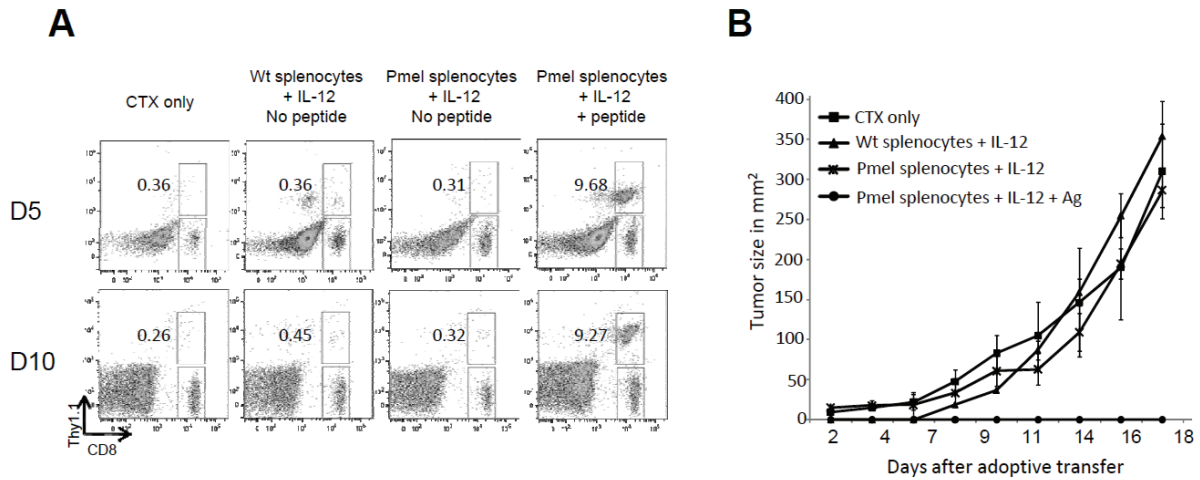 A
CTX only
Wt splenocytes
+ IL-12
No peptide
Pmel splenocytes
+ IL-12
No peptide
Pmel splenocytes
+ IL-12
+ peptide
D5
0.36
0.36
0.31
9.68
D10
0.26
0.45
0.32
9.27
Thy1.1
CD8
B
Tumor size in mm²
400
350
300
250
200
150
100
50
0
CTX only
Wt splenocytes + IL-12
Pmel splenocytes + IL-12
Pmel splenocytes + IL-12 + Ag
2 4 7 9 11 14 16 18
Days after adoptive transfer